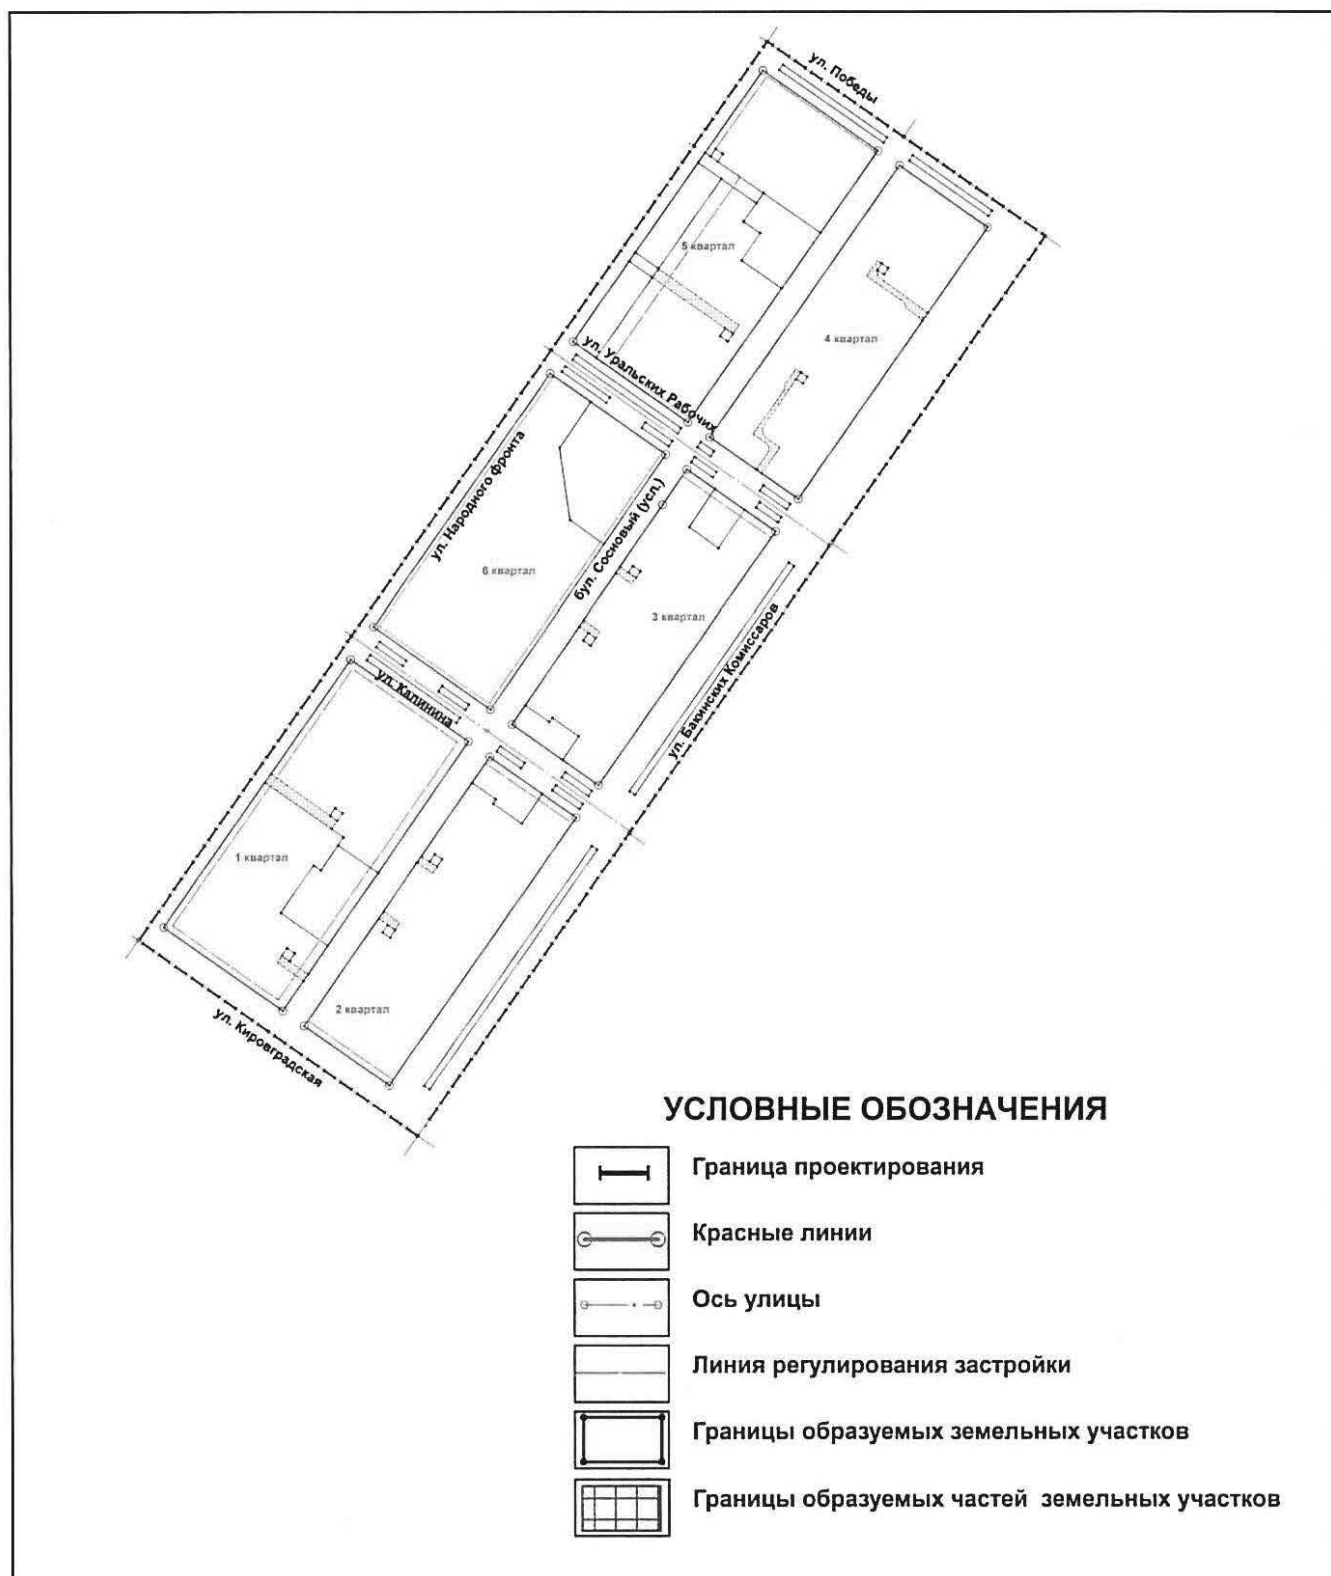 ул. Победы
5 квартал
4 квартал
ул. Уральских Рабочих
ул. Народного фронта
бул. Сосновый (усл.)
6 квартал
3 квартал
ул. Бакинских Комиссаров
ул. Калинина
1 квартал
2 квартал
ул. Кировградская
УСЛОВНЫЕ ОБОЗНАЧЕНИЯ
Граница проектирования
Красные линии
Ось улицы
Линия регулирования застройки
Границы образуемых земельных участков
Границы образуемых частей земельных участков